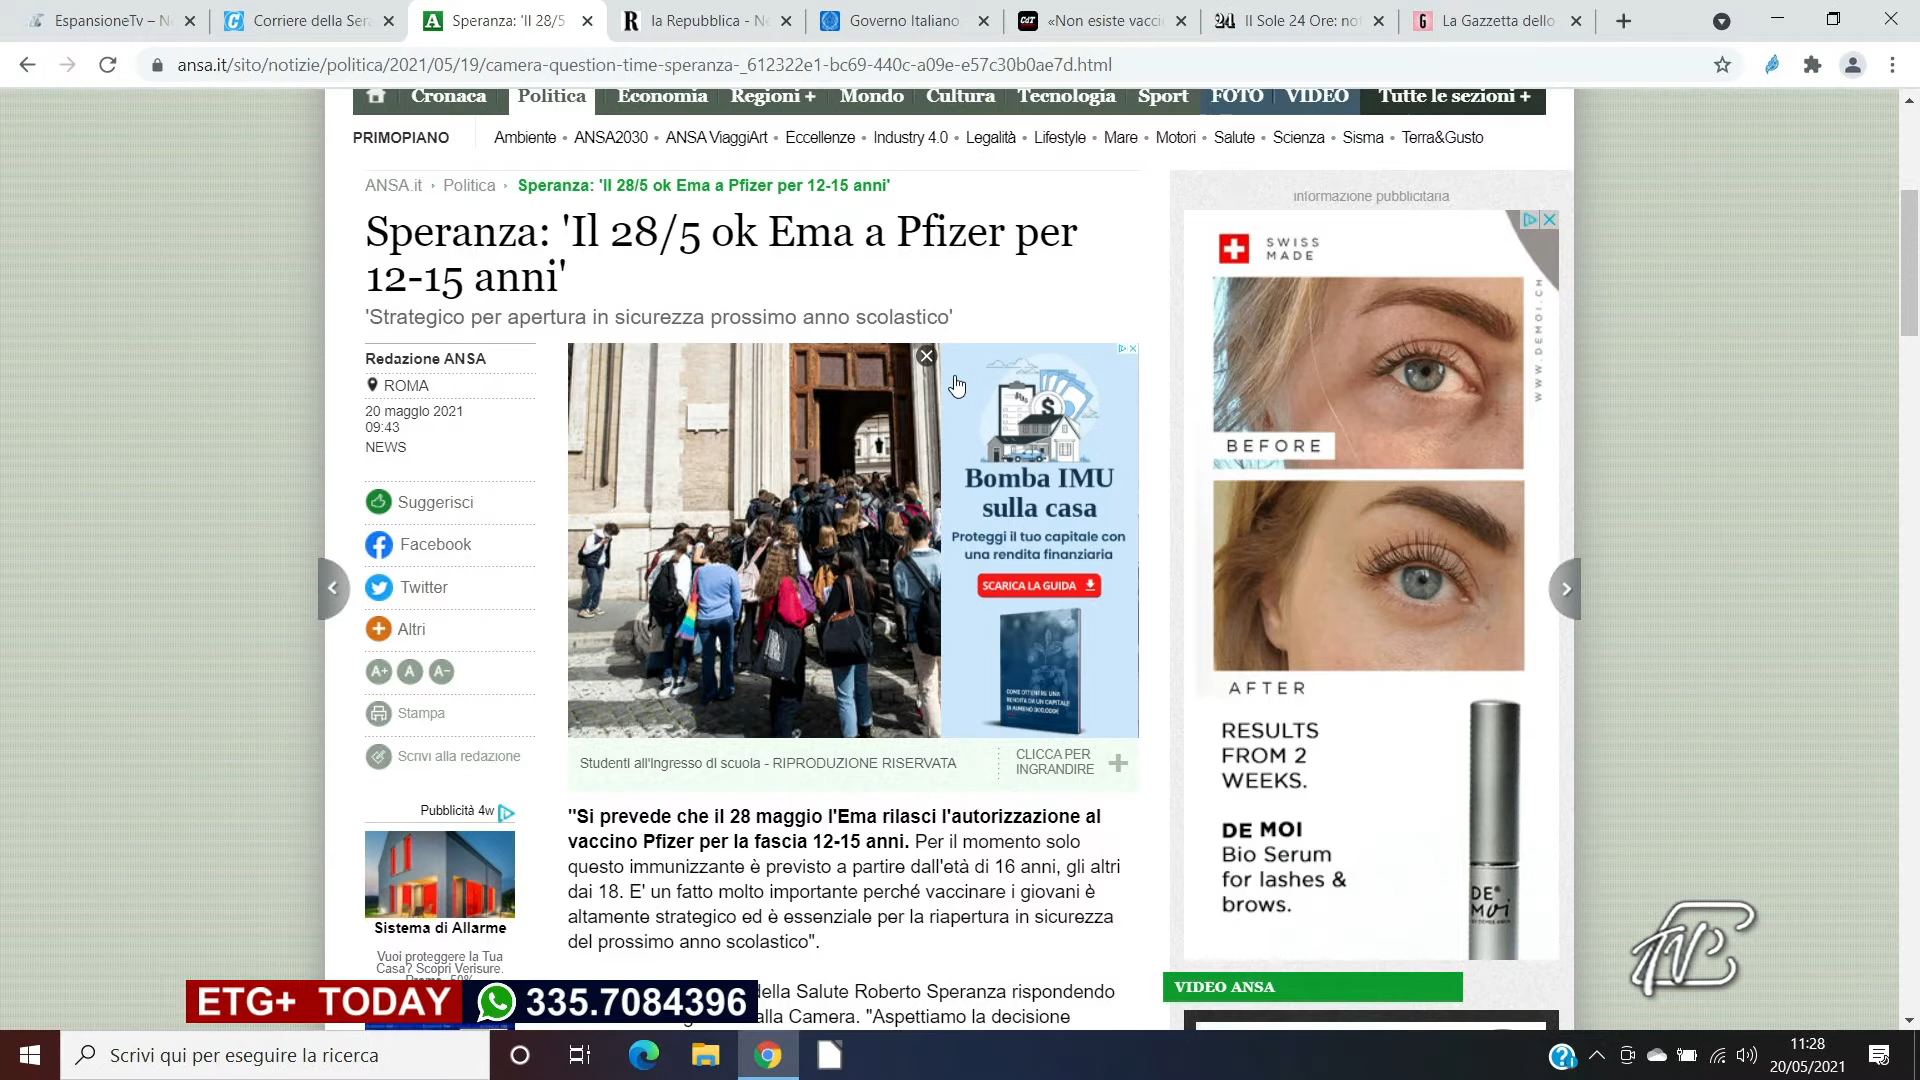 EspansioneTv – N
Corriere della Ser
Speranza: 'Il 28/5
la Repubblica - Ne
Governo Italiano
«Non esiste vacci
Il Sole 24 Ore: no
La Gazzetta dello
ansa.it/sito/notizie/politica/2021/05/19/camera-question-time-speranza-_612322e1-bc69-440c-a09e-e57c30b0ae7d.html
Cronaca Politica Economia Regioni + Mondo Cultura Tecnologia Sport FOTO VIDEO Tutte le sezioni +
PRIMOPIANO Ambiente • ANSA2030 • ANSA ViaggiArt • Eccellenze • Industry 4.0 • Legalità • Lifestyle • Mare • Motori • Salute • Scienza • Sisma • Terra&Gusto
ANSA.it › Politica › Speranza: 'Il 28/5 ok Ema a Pfizer per 12-15 anni'
Speranza: 'Il 28/5 ok Ema a Pfizer per
12-15 anni'
'Strategico per apertura in sicurezza prossimo anno scolastico'
Redazione ANSA
ROMA
20 maggio 2021
09:43
NEWS
Suggerisci
Facebook
Twitter
Altri
A+ A A-
Stampa
Scrivi alla redazione
Bomba IMU
sulla casa
Proteggi il tuo capitale con
una rendita finanziaria
SCARICA LA GUIDA
Studenti all'ingresso di scuola - RIPRODUZIONE RISERVATA
CLICCA PER
INGRANDIRE
"Si prevede che il 28 maggio l'Ema rilasci l'autorizzazione al
vaccino Pfizer per la fascia 12-15 anni. Per il momento solo
questo immunizzante è previsto a partire dall'età di 16 anni, gli altri
dai 18. E' un fatto molto importante perché vaccinare i giovani è
altamente strategico ed è essenziale per la riapertura in sicurezza
del prossimo anno scolastico".
della Salute Roberto Speranza rispondendo
alla Camera. "Aspettiamo la decisione
Pubblicità 4w
Sistema di Allarme
Vuoi proteggere la Tua
Casa? Scopri Verisure.
Promo -50%
informazione pubblicitaria
SWISS
MADE
WWW.DEMOI.CH
BEFORE
AFTER
RESULTS
FROM 2
WEEKS.
DE MOI
Bio Serum
for lashes &
brows.
DE
MOI
VIDEO ANSA
ETG+ TODAY 335.7084396
Scrivi qui per eseguire la ricerca
11:28
20/05/2021